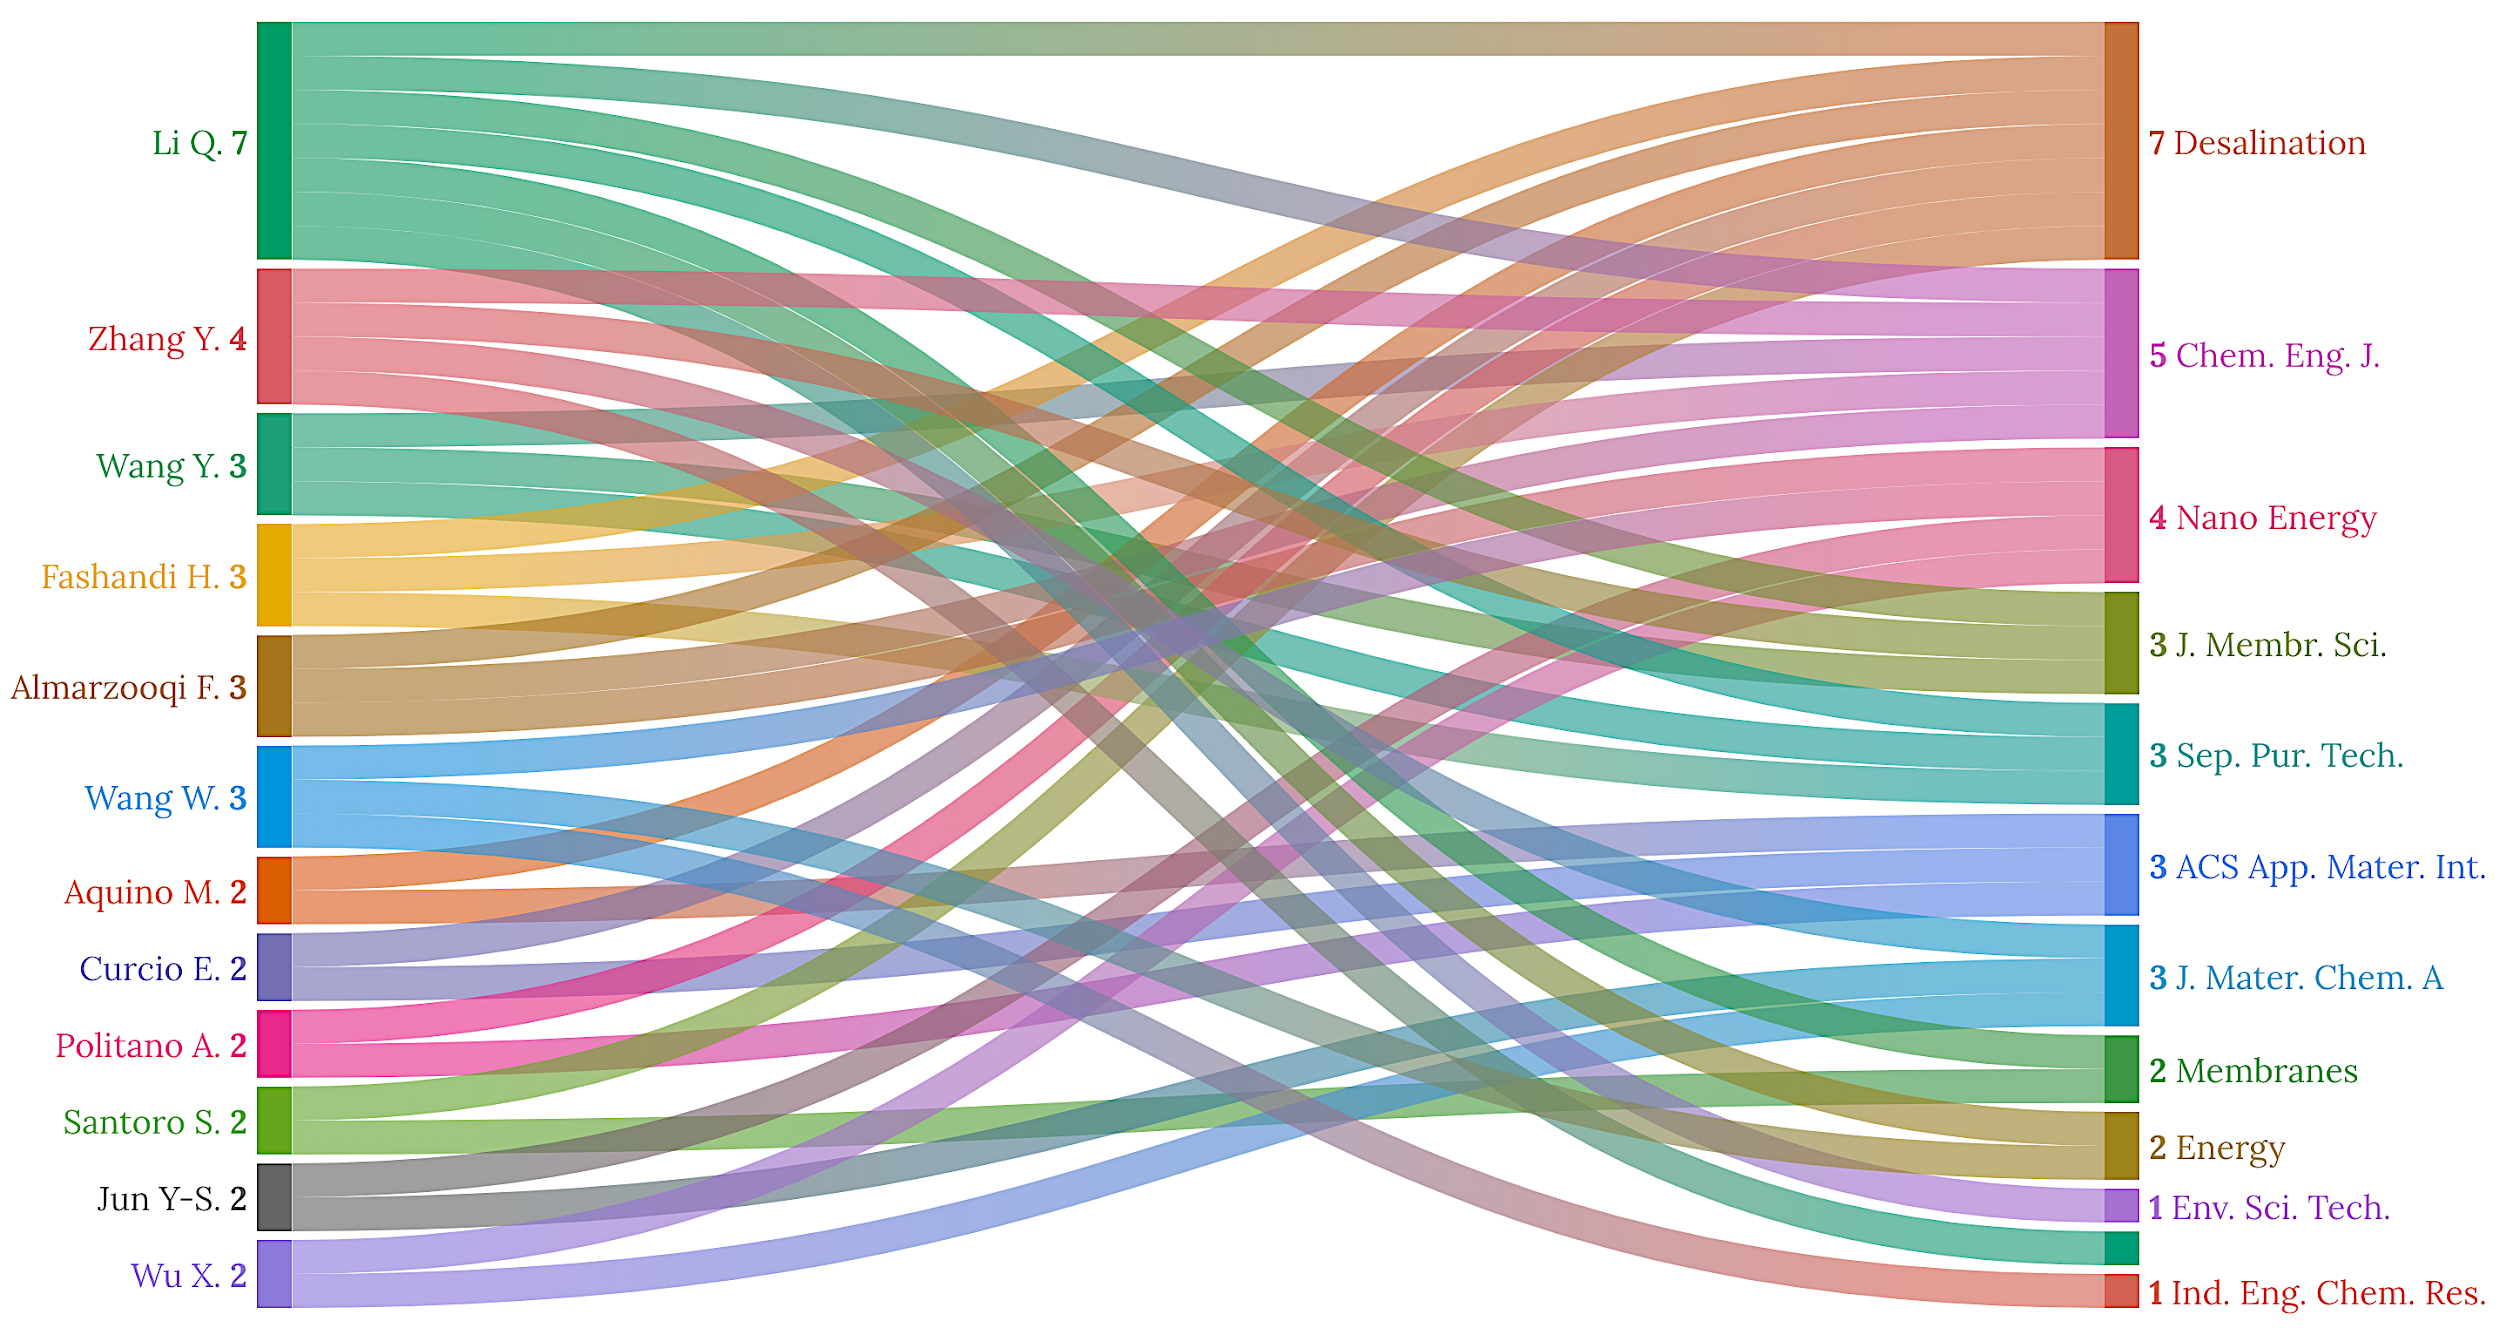 Li Q. 7
Zhang Y. 4
Wang Y. 3
Fashandi H. 3
Almarzooqi F. 3
Wang W. 3
Aquino M. 2
Curcio E. 2
Politano A. 2
Santoro S. 2
Jun Y-S. 2
Wu X. 2
7 Desalination
5 Chem. Eng. J.
4 Nano Energy
3 J. Membr. Sci.
3 Sep. Pur. Tech.
3 ACS App. Mater. Int.
3 J. Mater. Chem. A
2 Membranes
2 Energy
1 Env. Sci. Tech.
1 Ind. Eng. Chem. Res.